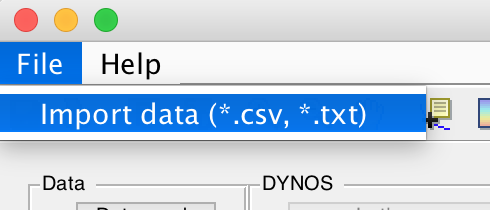 File Help
Import data (*.csv, *.txt)
Data DYNOS